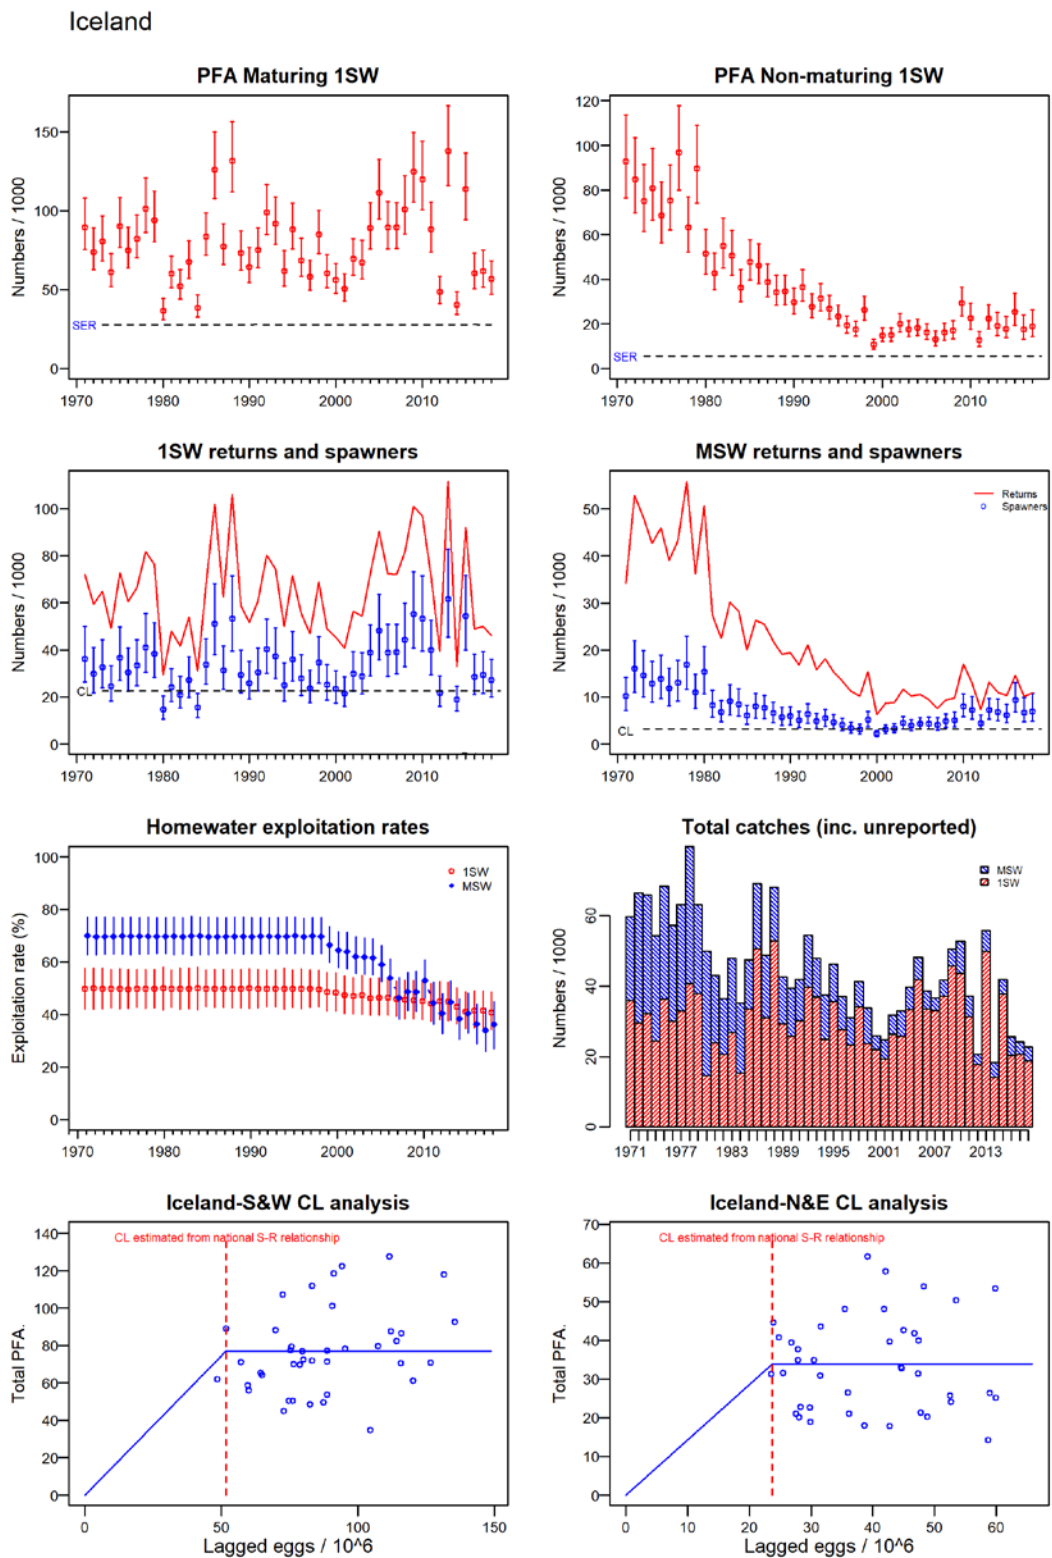 Iceland
PFA Maturing 1SW
Numbers / 1000
150
100
50
0
SER
1970 1980 1990 2000 2010
PFA Non-maturing 1SW
Numbers / 1000
120
100
80
60
40
20
0
SER
1970 1980 1990 2000 2010
1SW returns and spawners
Numbers / 1000
100
80
60
40
20
0
CL
1970 1980 1990 2000 2010
MSW returns and spawners
Numbers / 1000
50
40
30
20
10
0
Returns
Spawners
CL
1970 1980 1990 2000 2010
Homewater exploitation rates
Exploitation rate (%)
100
80
60
40
20
0
1SW
MSW
1970 1980 1990 2000 2010
Total catches (inc. unreported)
Numbers / 1000
60
40
20
0
MSW
1SW
1971 1977 1983 1989 1995 2001 2007 2013
Iceland-S&W CL analysis
Total PFA.
140
120
100
80
60
40
20
0
CL estimated from national S-R relationship
0 50 100 150
Lagged eggs / 10^6
Iceland-N&E CL analysis
Total PFA.
70
60
50
40
30
20
10
0
CL estimated from national S-R relationship
0 10 20 30 40 50 60
Lagged eggs / 10^6